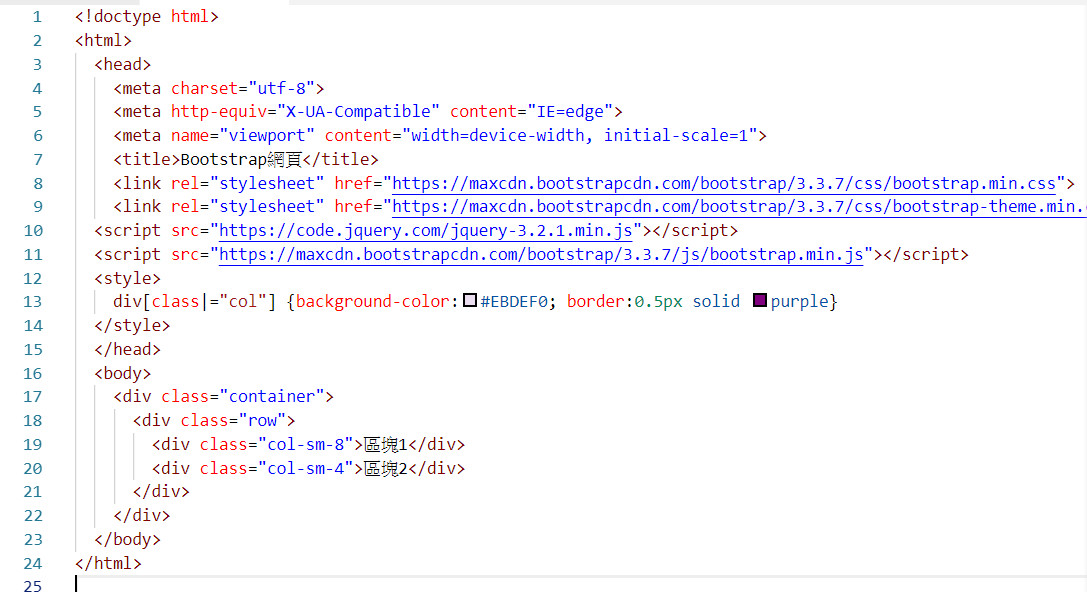 1 <!doctype html>
2 <html>
3 <head>
4 <meta charset="utf-8">
5 <meta http-equiv="X-UA-Compatible" content="IE=edge">
6 <meta name="viewport" content="width=device-width, initial-scale=1">
7 <title>Bootstrap網頁</title>
8 <link rel="stylesheet" href="https://maxcdn.bootstrapcdn.com/bootstrap/3.3.7/css/bootstrap.min.css">
9 <link rel="stylesheet" href="https://maxcdn.bootstrapcdn.com/bootstrap/3.3.7/css/bootstrap-theme.min.
10 <script src="https://code.jquery.com/jquery-3.2.1.min.js"></script>
11 <script src="https://maxcdn.bootstrapcdn.com/bootstrap/3.3.7/js/bootstrap.min.js"></script>
12 <style>
13 div[class|="col"] {background-color:#EBDEF0; border:0.5px solid purple}
14 </style>
15 </head>
16 <body>
17 <div class="container">
18 <div class="row">
19 <div class="col-sm-8">區塊1</div>
20 <div class="col-sm-4">區塊2</div>
21 </div>
22 </div>
23 </body>
24 </html>
25